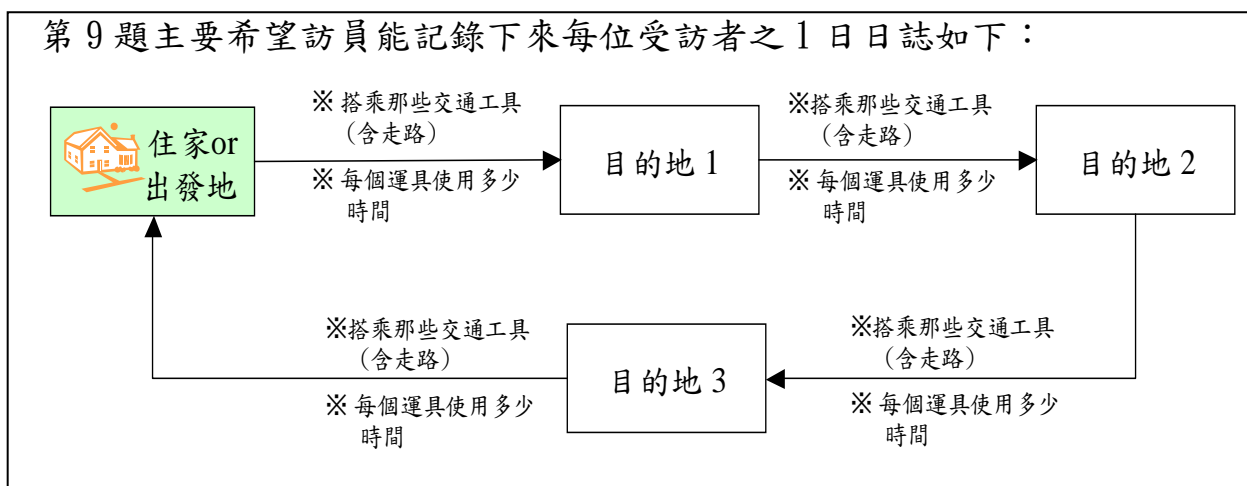 第 9 題主要希望訪員能記錄下來每位受訪者之 1 日日誌如下：
住家or
出發地
※ 搭乘那些交通工具
（含走路）
※ 每個運具使用多少
時間
目的地 1
※搭乘那些交通工具
（含走路）
※ 每個運具使用多少
時間
目的地 2
※搭乘那些交通工具
（含走路）
※ 每個運具使用多少
時間
目的地 3
※搭乘那些交通工具
（含走路）
※ 每個運具使用多少
時間